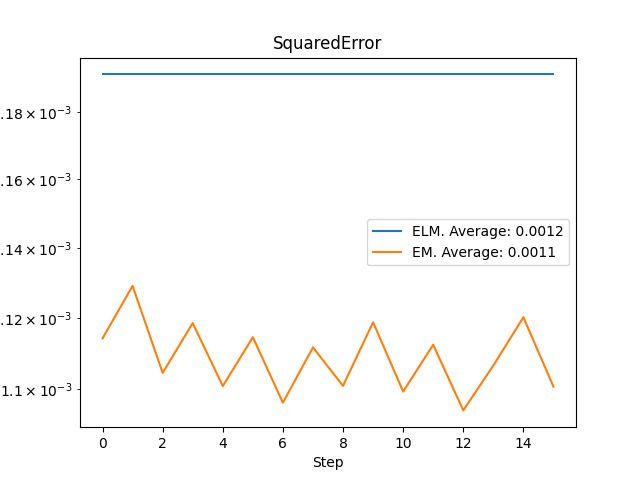 SquaredError
.18 × 10⁻³
.16 × 10⁻³
.14 × 10⁻³
.12 × 10⁻³
1.1 × 10⁻³
ELM. Average: 0.0012
EM. Average: 0.0011
0 2 4 6 8 10 12 14
Step